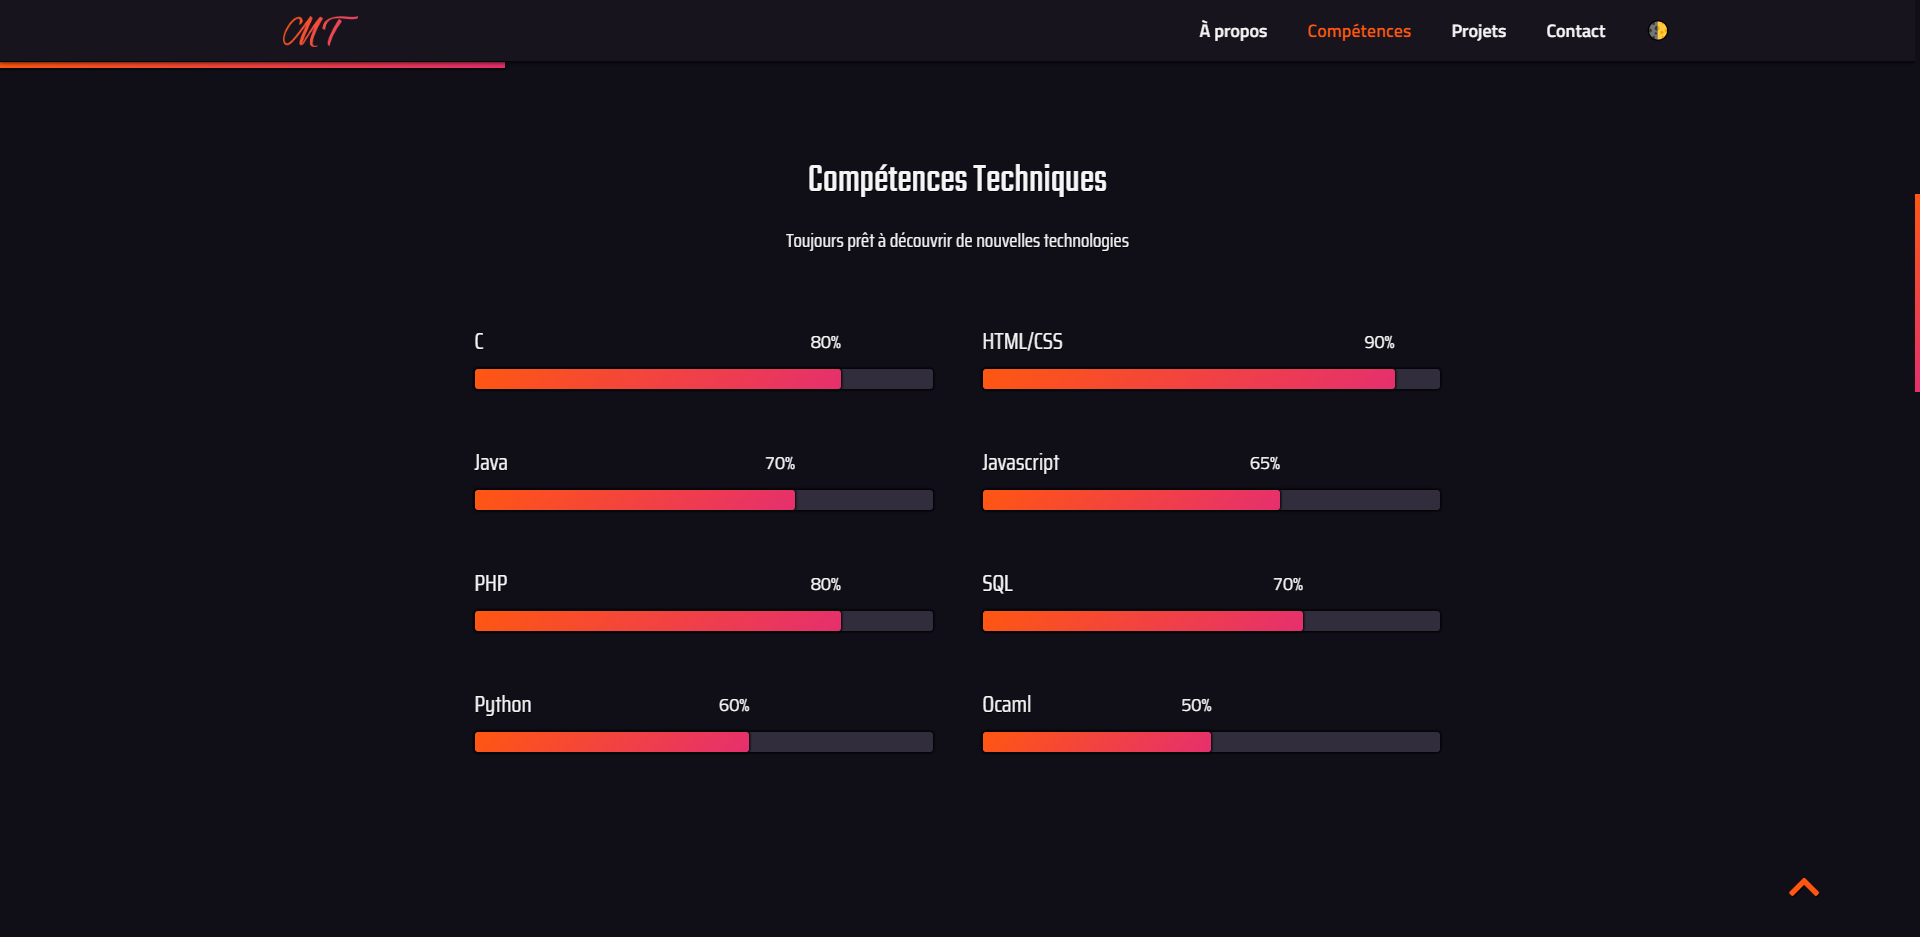 CMT
À propos
Compétences
Projets
Contact
Compétences Techniques
Toujours prêt à découvrir de nouvelles technologies
C 80%
HTML/CSS 90%
Java 70%
Javascript 65%
PHP 80%
SQL 70%
Python 60%
Ocaml 50%